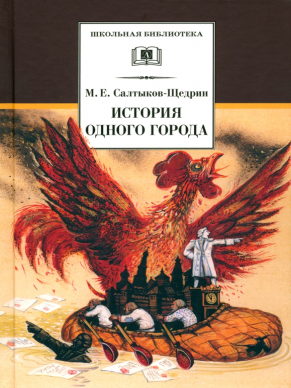 ШКОЛЬНАЯ БИБЛИОТЕКА
М. Е. Салтыков-Щедрин
ИСТОРИЯ
ОДНОГО ГОРОДА